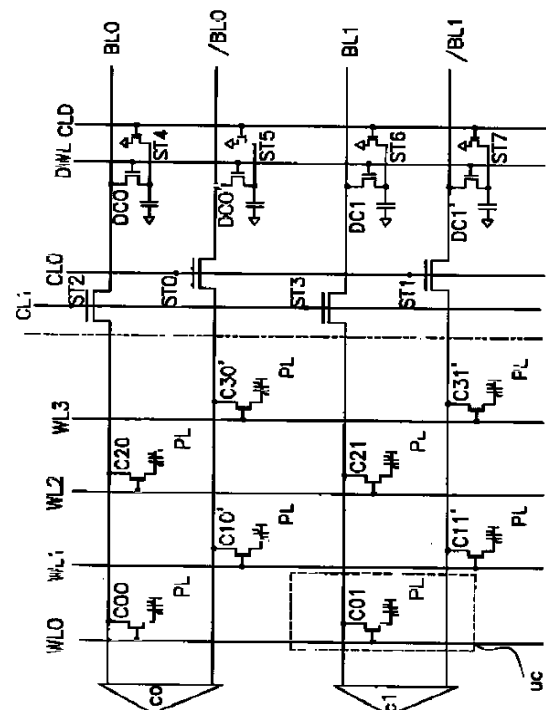 BL0
/BL0
BL1
/BL1
CLD
DWL
ST4
ST5
ST6
ST7
DC0
DC0'
DC1
DC1'
CL0
CL1
ST2
ST0
ST3
ST1
WL3
C30'
PL
C31'
PL
WL2
C20
PL
C21
PL
WL1
C10'
PL
C11'
PL
WL0
C00
PL
C01
PL
c0
c1
uc